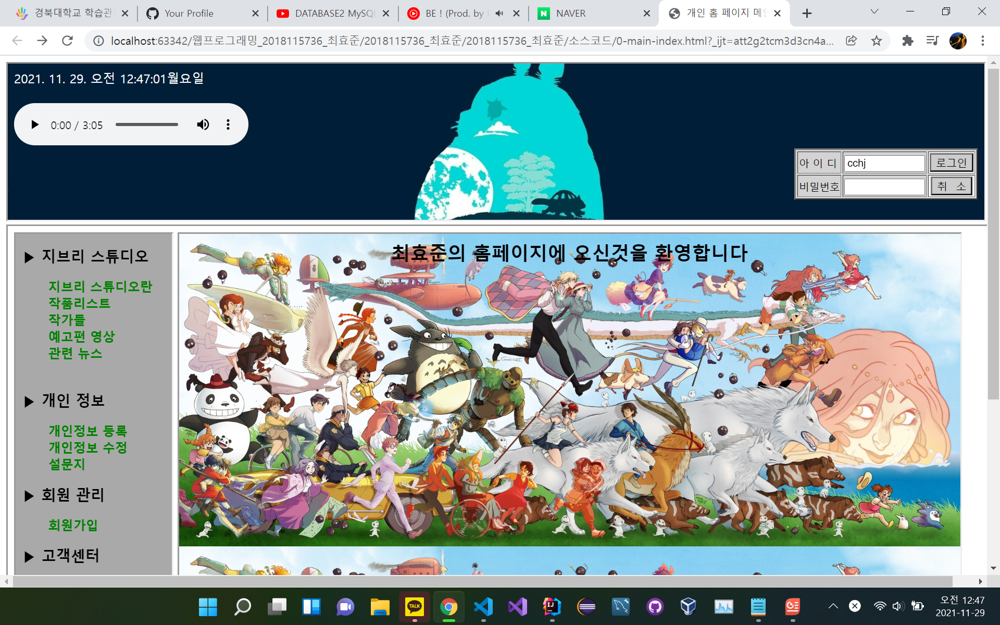 경북대학교 학습관
Your Profile
DATABASE2 MySQL
BE ! (Prod. by
NAVER
개인 홈 페이지 메인
localhost:63342/웹프로그래밍_2018115736_최효준/2018115736_최효준/2018115736_최효준/소스코드/0-main-index.html?_ijt=att2g2tcm3d3cn4a...
2021. 11. 29. 오전 12:47:01월요일
0:00 / 3:05
아 이 디 cchj 로그인
비밀번호 취 소
최효준의 홈페이지에 오신것을 환영합니다
▶ 지브리 스튜디오
지브리 스튜디오란
작품리스트
작가들
예고편 영상
관련 뉴스
▶ 개인 정보
개인정보 등록
개인정보 수정
설문지
▶ 회원 관리
회원가입
▶ 고객센터
TALK
IJ
오전 12:47
2021-11-29